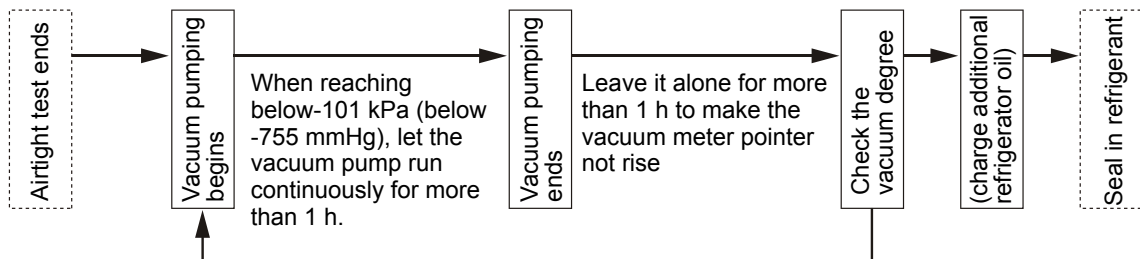 Airtight test ends
Vacuum pumping
begins
When reaching
below-101 kPa (below
-755 mmHg), let the
vacuum pump run
continuously for more
than 1 h.
Vacuum pumping
ends
Leave it alone for more
than 1 h to make the
vacuum meter pointer
not rise
Check the
vacuum degree
(charge additional
refrigerator oil)
Seal in refrigerant